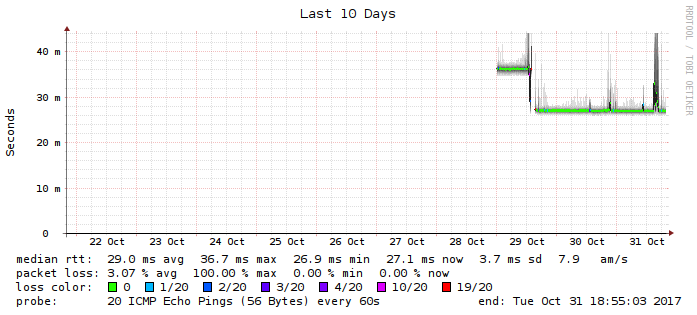 Last 10 Days
RRDTOOL / TOBI OETIKER
Seconds
40 m
30 m
20 m
10 m
0
22 Oct 23 Oct 24 Oct 25 Oct 26 Oct 27 Oct 28 Oct 29 Oct 30 Oct 31 Oct
median rtt: 29.0 ms avg 36.7 ms max 26.9 ms min 27.1 ms now 3.7 ms sd 7.9 am/s
packet loss: 3.07 % avg 100.00 % max 0.00 % min 0.00 % now
loss color: 0 1/20 2/20 3/20 4/20 10/20 19/20
probe: 20 ICMP Echo Pings (56 Bytes) every 60s end: Tue Oct 31 18:55:03 2017